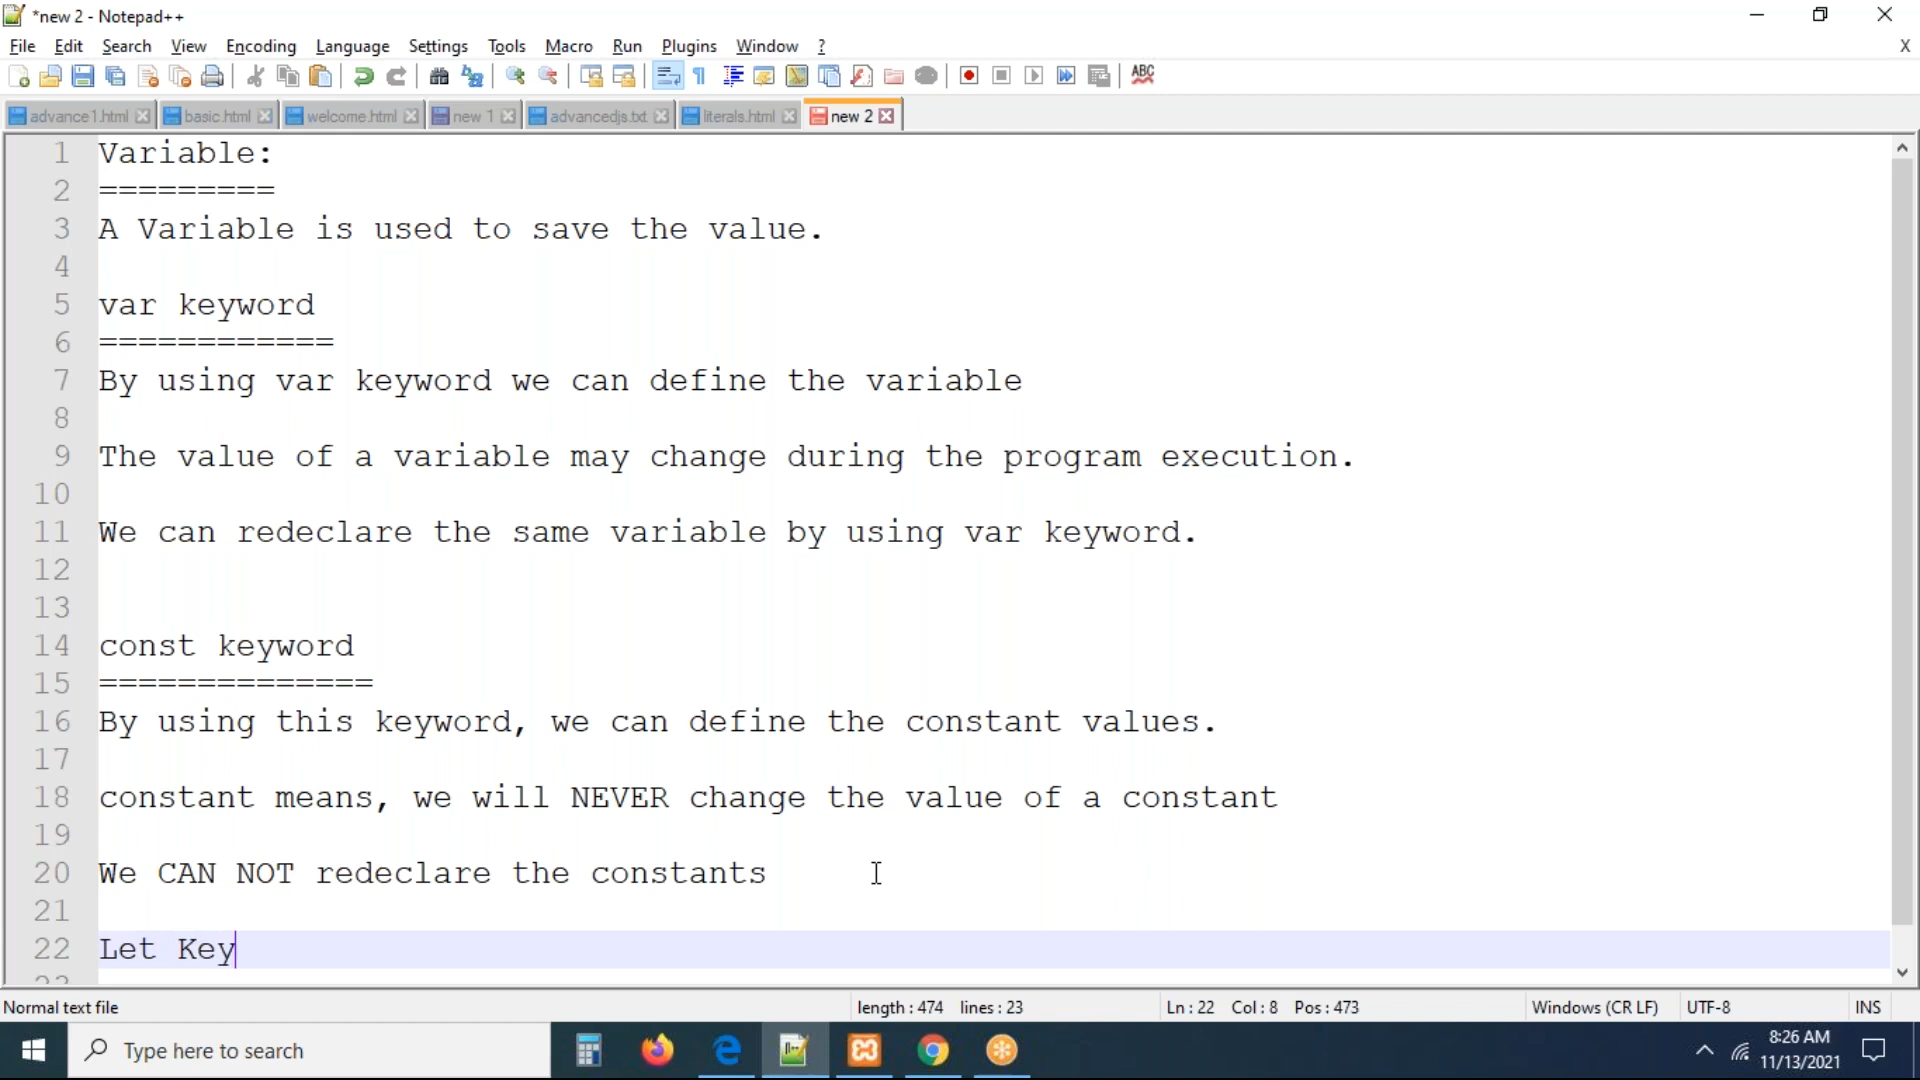 *new 2 - Notepad++
File Edit Search View Encoding Language Settings Tools Macro Run Plugins Window ? X
ABC
advance1.html basic.html welcome.html new 1 advancedjs.txt literals.html new 2
1 Variable:
2 =========
3 A Variable is used to save the value.
4
5 var keyword
6 ============
7 By using var keyword we can define the variable
8
9 The value of a variable may change during the program execution.
10
11 We can redeclare the same variable by using var keyword.
12
13
14 const keyword
15 ==============
16 By using this keyword, we can define the constant values.
17
18 constant means, we will NEVER change the value of a constant
19
20 We CAN NOT redeclare the constants
21
22 Let Key
23
Normal text file length : 474 lines : 23 Ln : 22 Col : 8 Pos : 473 Windows (CR LF) UTF-8 INS
Type here to search
8:26 AM
11/13/2021